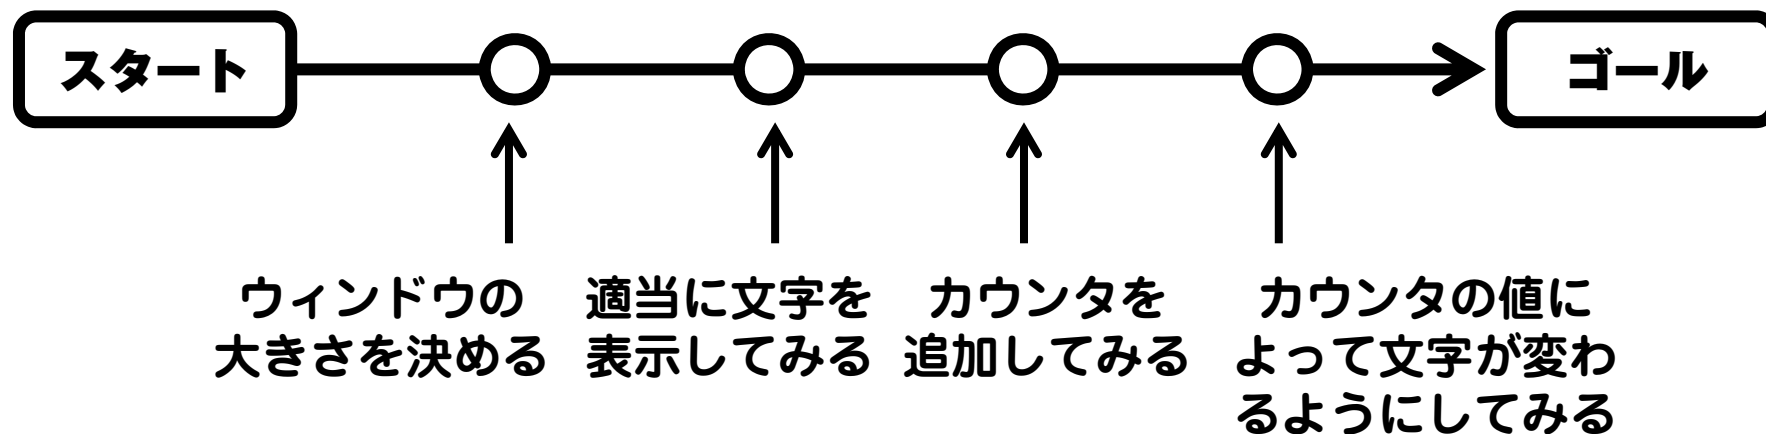 スタート
ゴール
ウィンドウの
大きさを決める
適当に文字を
表示してみる
カウンタを
追加してみる
カウンタの値に
よって文字が変わ
るようにしてみる